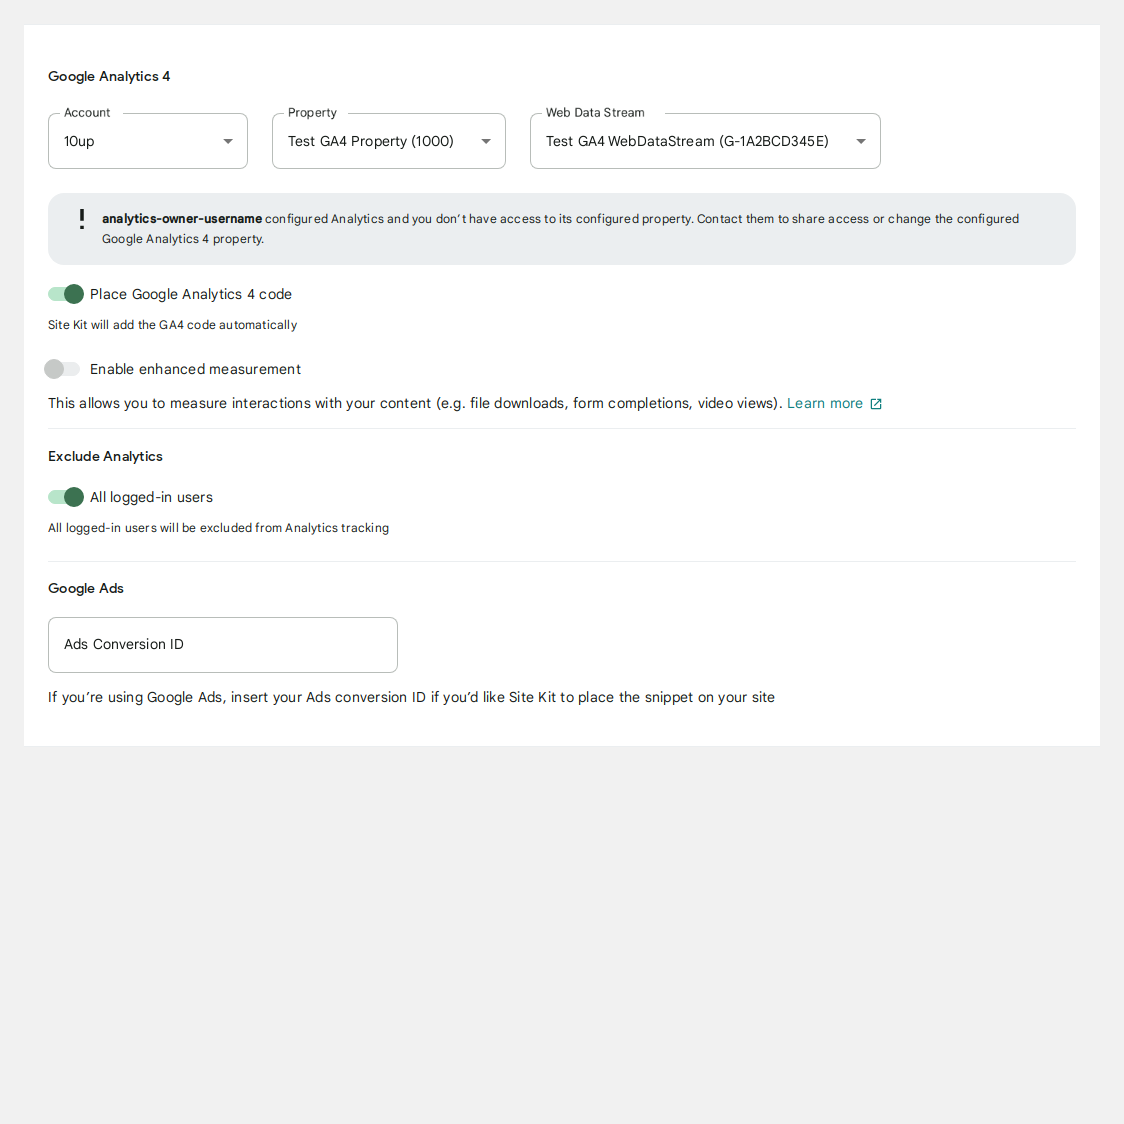 Google Analytics 4
Account
Property
Web Data Stream
10up
Test GA4 Property (1000)
Test GA4 WebDataStream (G-1A2BCD345E)
analytics-owner-username configured Analytics and you don’t have access to its configured property. Contact them to share access or change the configured
Google Analytics 4 property.
Place Google Analytics 4 code
Site Kit will add the GA4 code automatically
Enable enhanced measurement
This allows you to measure interactions with your content (e.g. file downloads, form completions, video views). Learn more
Exclude Analytics
All logged-in users
All logged-in users will be excluded from Analytics tracking
Google Ads
Ads Conversion ID
If you’re using Google Ads, insert your Ads conversion ID if you’d like Site Kit to place the snippet on your site